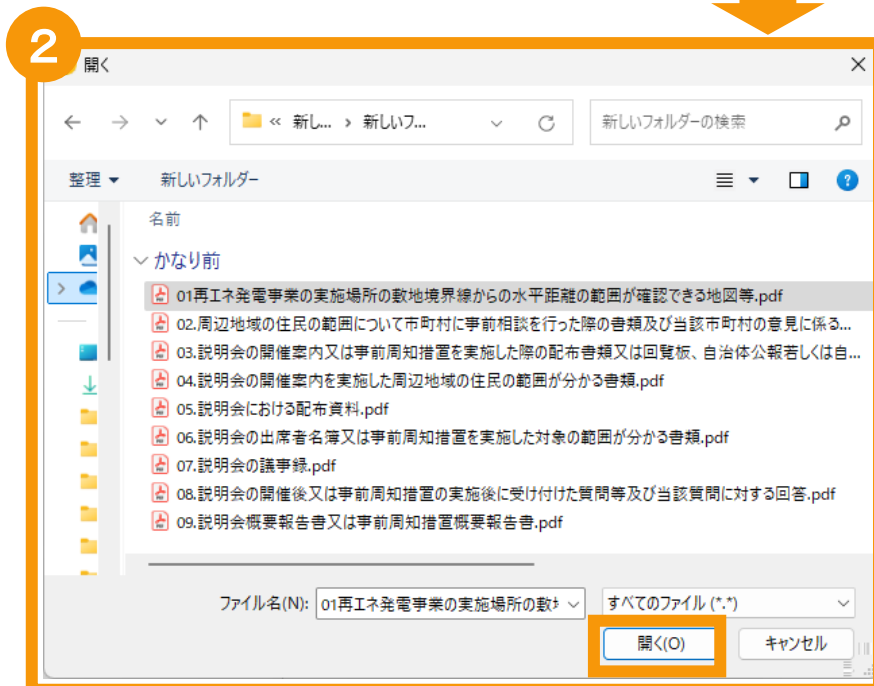 2
開く
« 新し... › 新しいフ...
新しいフォルダーの検索
整理
新しいフォルダー
名前
かなり前
01再エネ発電事業の実施場所の敷地境界線からの水平距離の範囲が確認できる地図等.pdf
02.周辺地域の住民の範囲について市町村に事前相談を行った際の書類及び当該市町村の意見に係る...
03.説明会の開催案内又は事前周知措置を実施した際の配布書類又は回覧板、自治体公報若しくは自...
04.説明会の開催案内を実施した周辺地域の住民の範囲が分かる書類.pdf
05.説明会における配布資料.pdf
06.説明会の出席者名簿又は事前周知措置を実施した対象の範囲が分かる書類.pdf
07.説明会の議事録.pdf
08.説明会の開催後又は事前周知措置の実施後に受け付けた質問等及び当該質問に対する回答.pdf
09.説明会概要報告書又は事前周知措置概要報告書.pdf
ファイル名(N):
01再エネ発電事業の実施場所の敷
すべてのファイル (*.*)
開く(O)
キャンセル